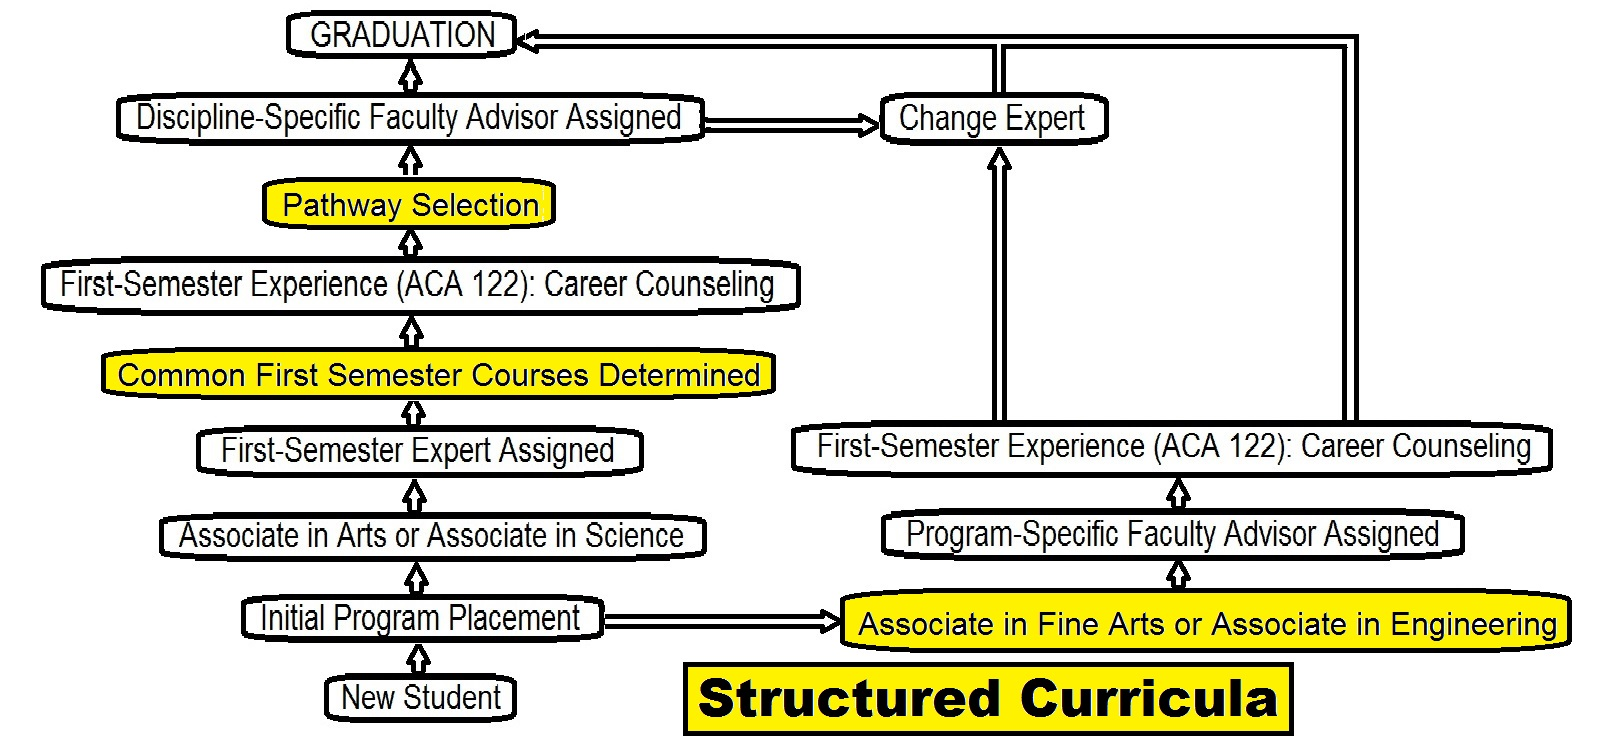 GRADUATION
Discipline-Specific Faculty Advisor Assigned
Change Expert
Pathway Selection
First-Semester Experience (ACA 122): Career Counseling
Common First Semester Courses Determined
First-Semester Expert Assigned
First-Semester Experience (ACA 122): Career Counseling
Associate in Arts or Associate in Science
Program-Specific Faculty Advisor Assigned
Initial Program Placement
Associate in Fine Arts or Associate in Engineering
New Student
Structured Curricula